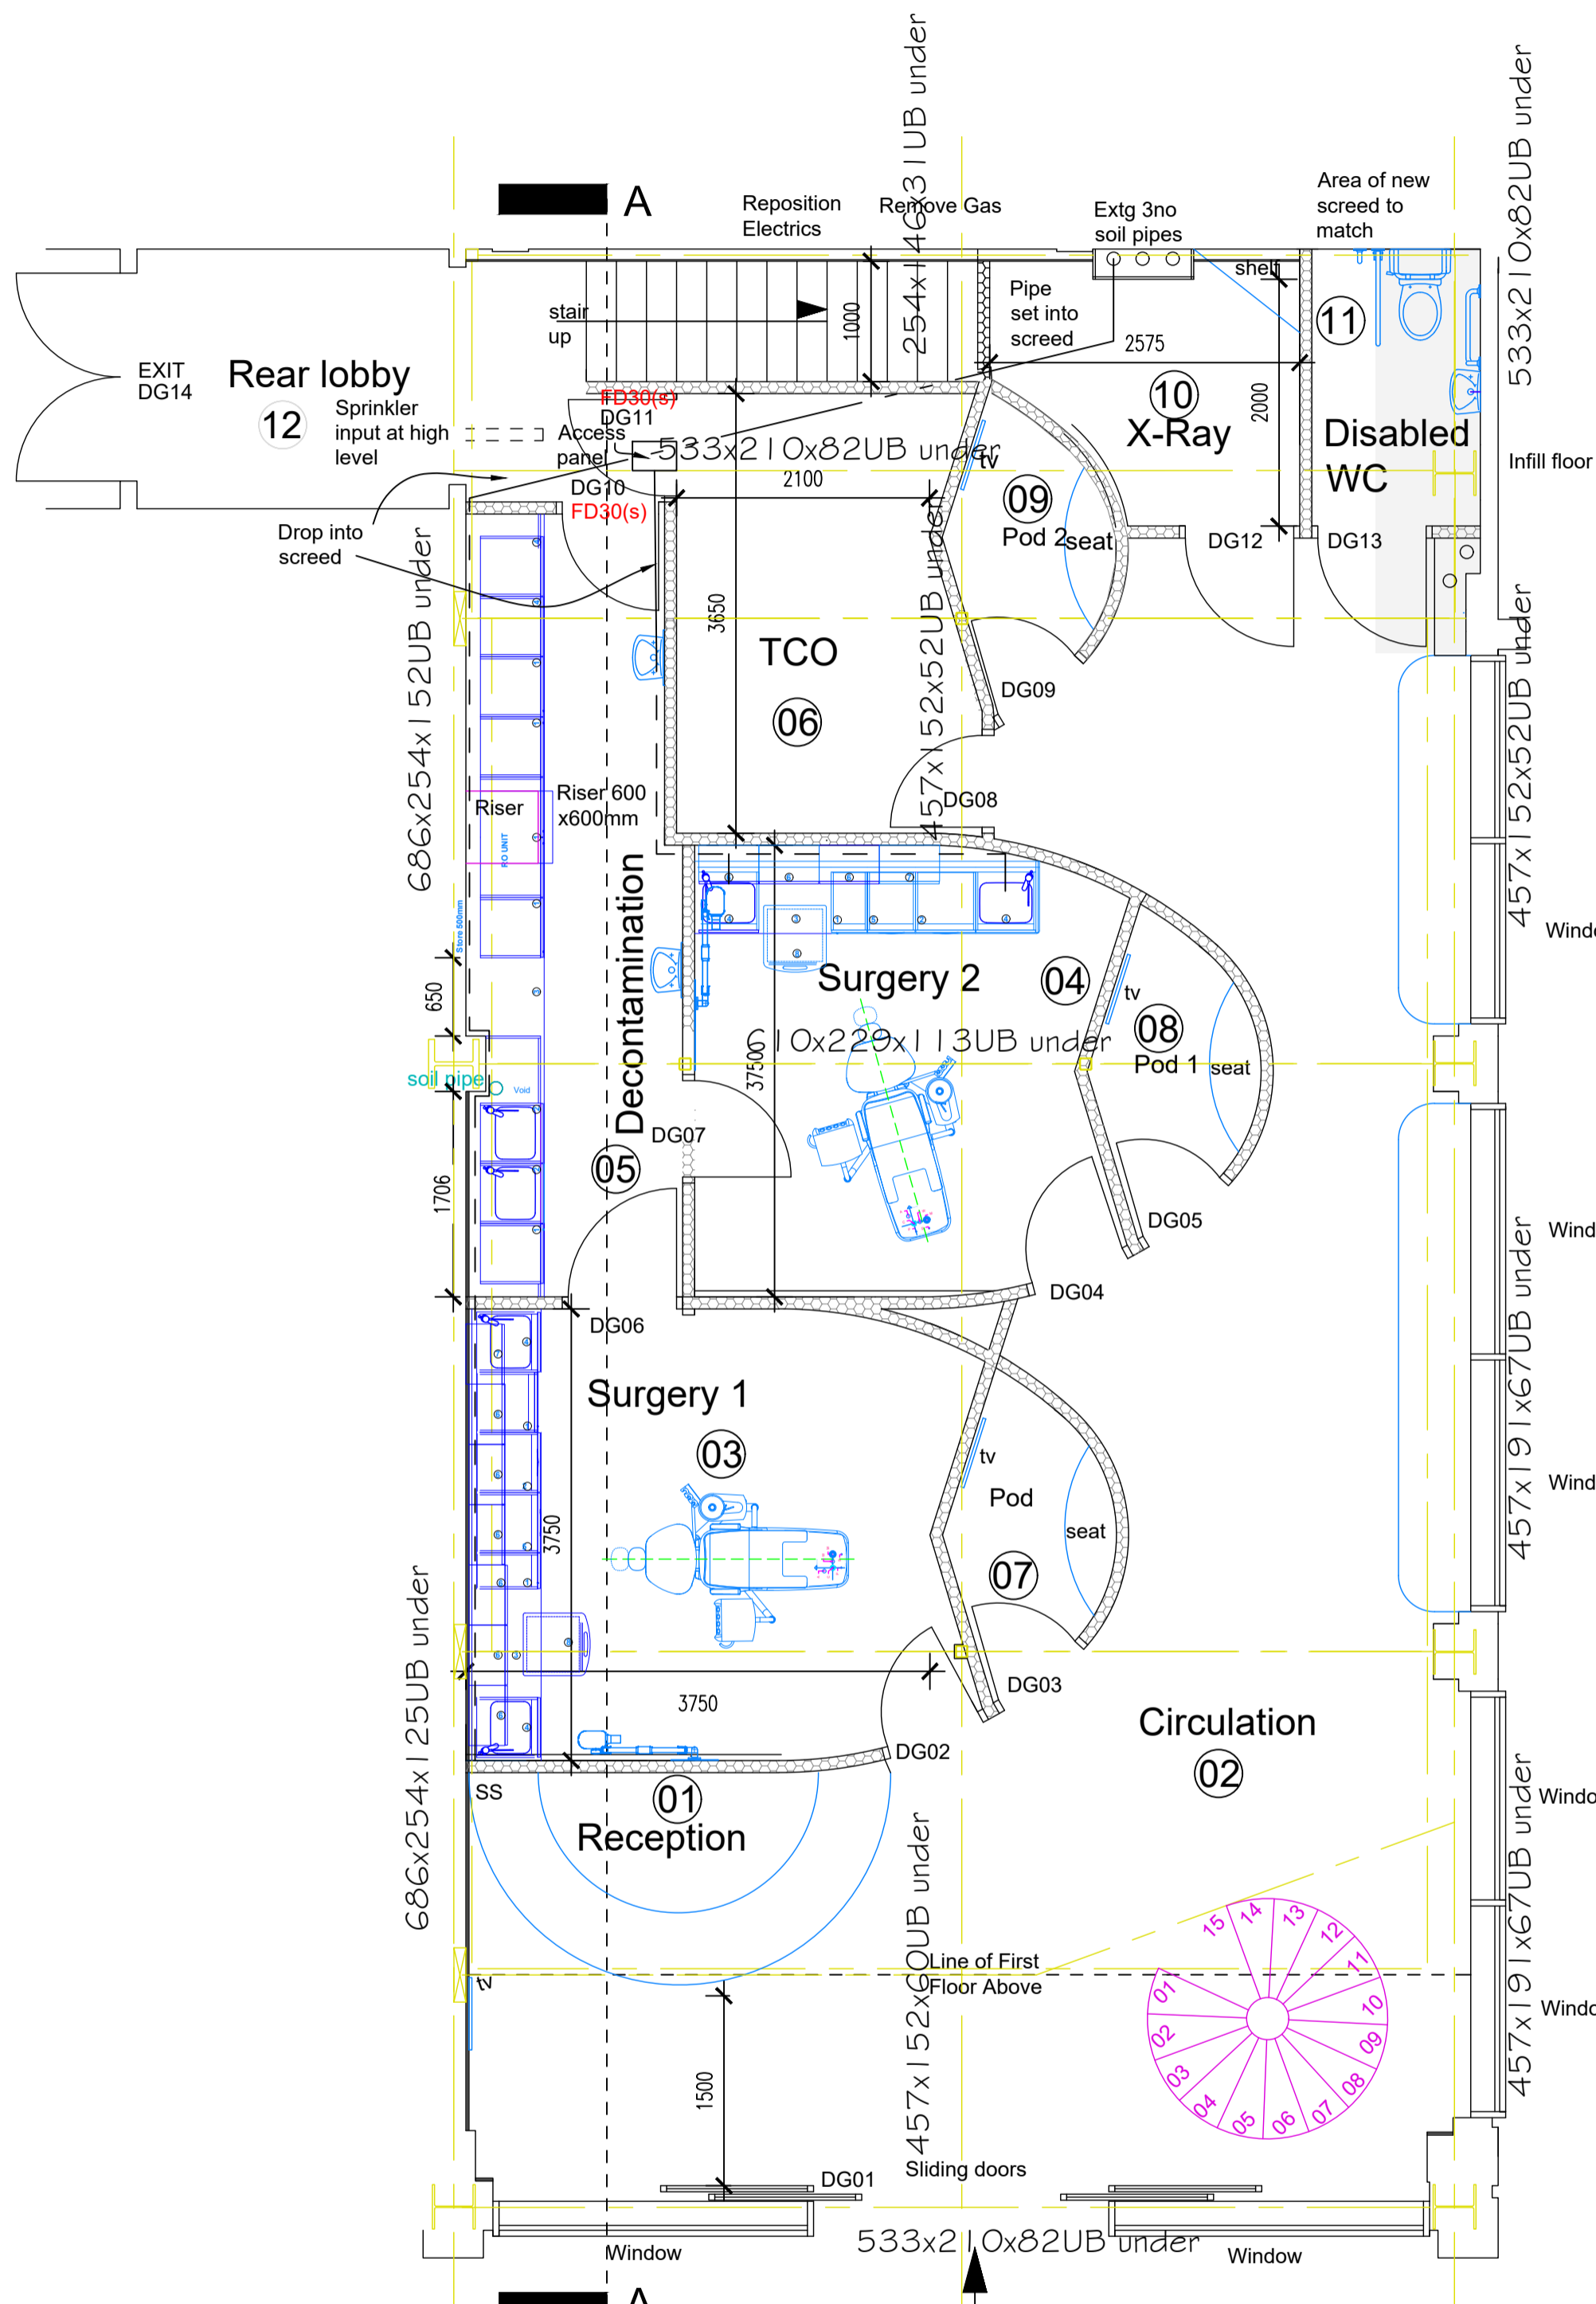 254x146x31UB under
533x210x82UB under
A
Reposition
Electrics
Remove Gas
Extg 3no
soil pipes
Area of new
screed to
match
shelf
11
Pipe
set into
screed
stair
up
1000
2575
2000
EXIT
DG14
Rear lobby
12
Sprinkler
input at high
level
FD30(s)
DG11
Access
panel
533x210x82UB under
tv
10
X-Ray
Disabled
WC
Infill floor
DG10
FD30(s)
2100
09
Pod 2
seat
DG12
DG13
Drop into
screed
686x254x152UB under
3650
TCO
06
457x152x52UB under
DG09
DG08
457x152x52UB under
Riser
Riser 600
x600mm
RO UNIT
Store 500mm
Decontamination
650
Surgery 2
04
tv
08
Pod 1
seat
610x229x113UB under
37500
soil pipe
Void
DG07
05
1706
DG05
DG04
DG06
Surgery 1
03
3750
tv
Pod
seat
07
457x191x67UB under
686x254x125UB under
3750
DG03
DG02
Circulation
02
SS
01
Reception
457x152x60UB under
Line of First
Floor Above
tv
1500
15
14
13
12
11
10
09
08
07
06
05
04
03
02
01
457x191x67UB under
DG01
Sliding doors
533x210x82UB under
Window
Window
A